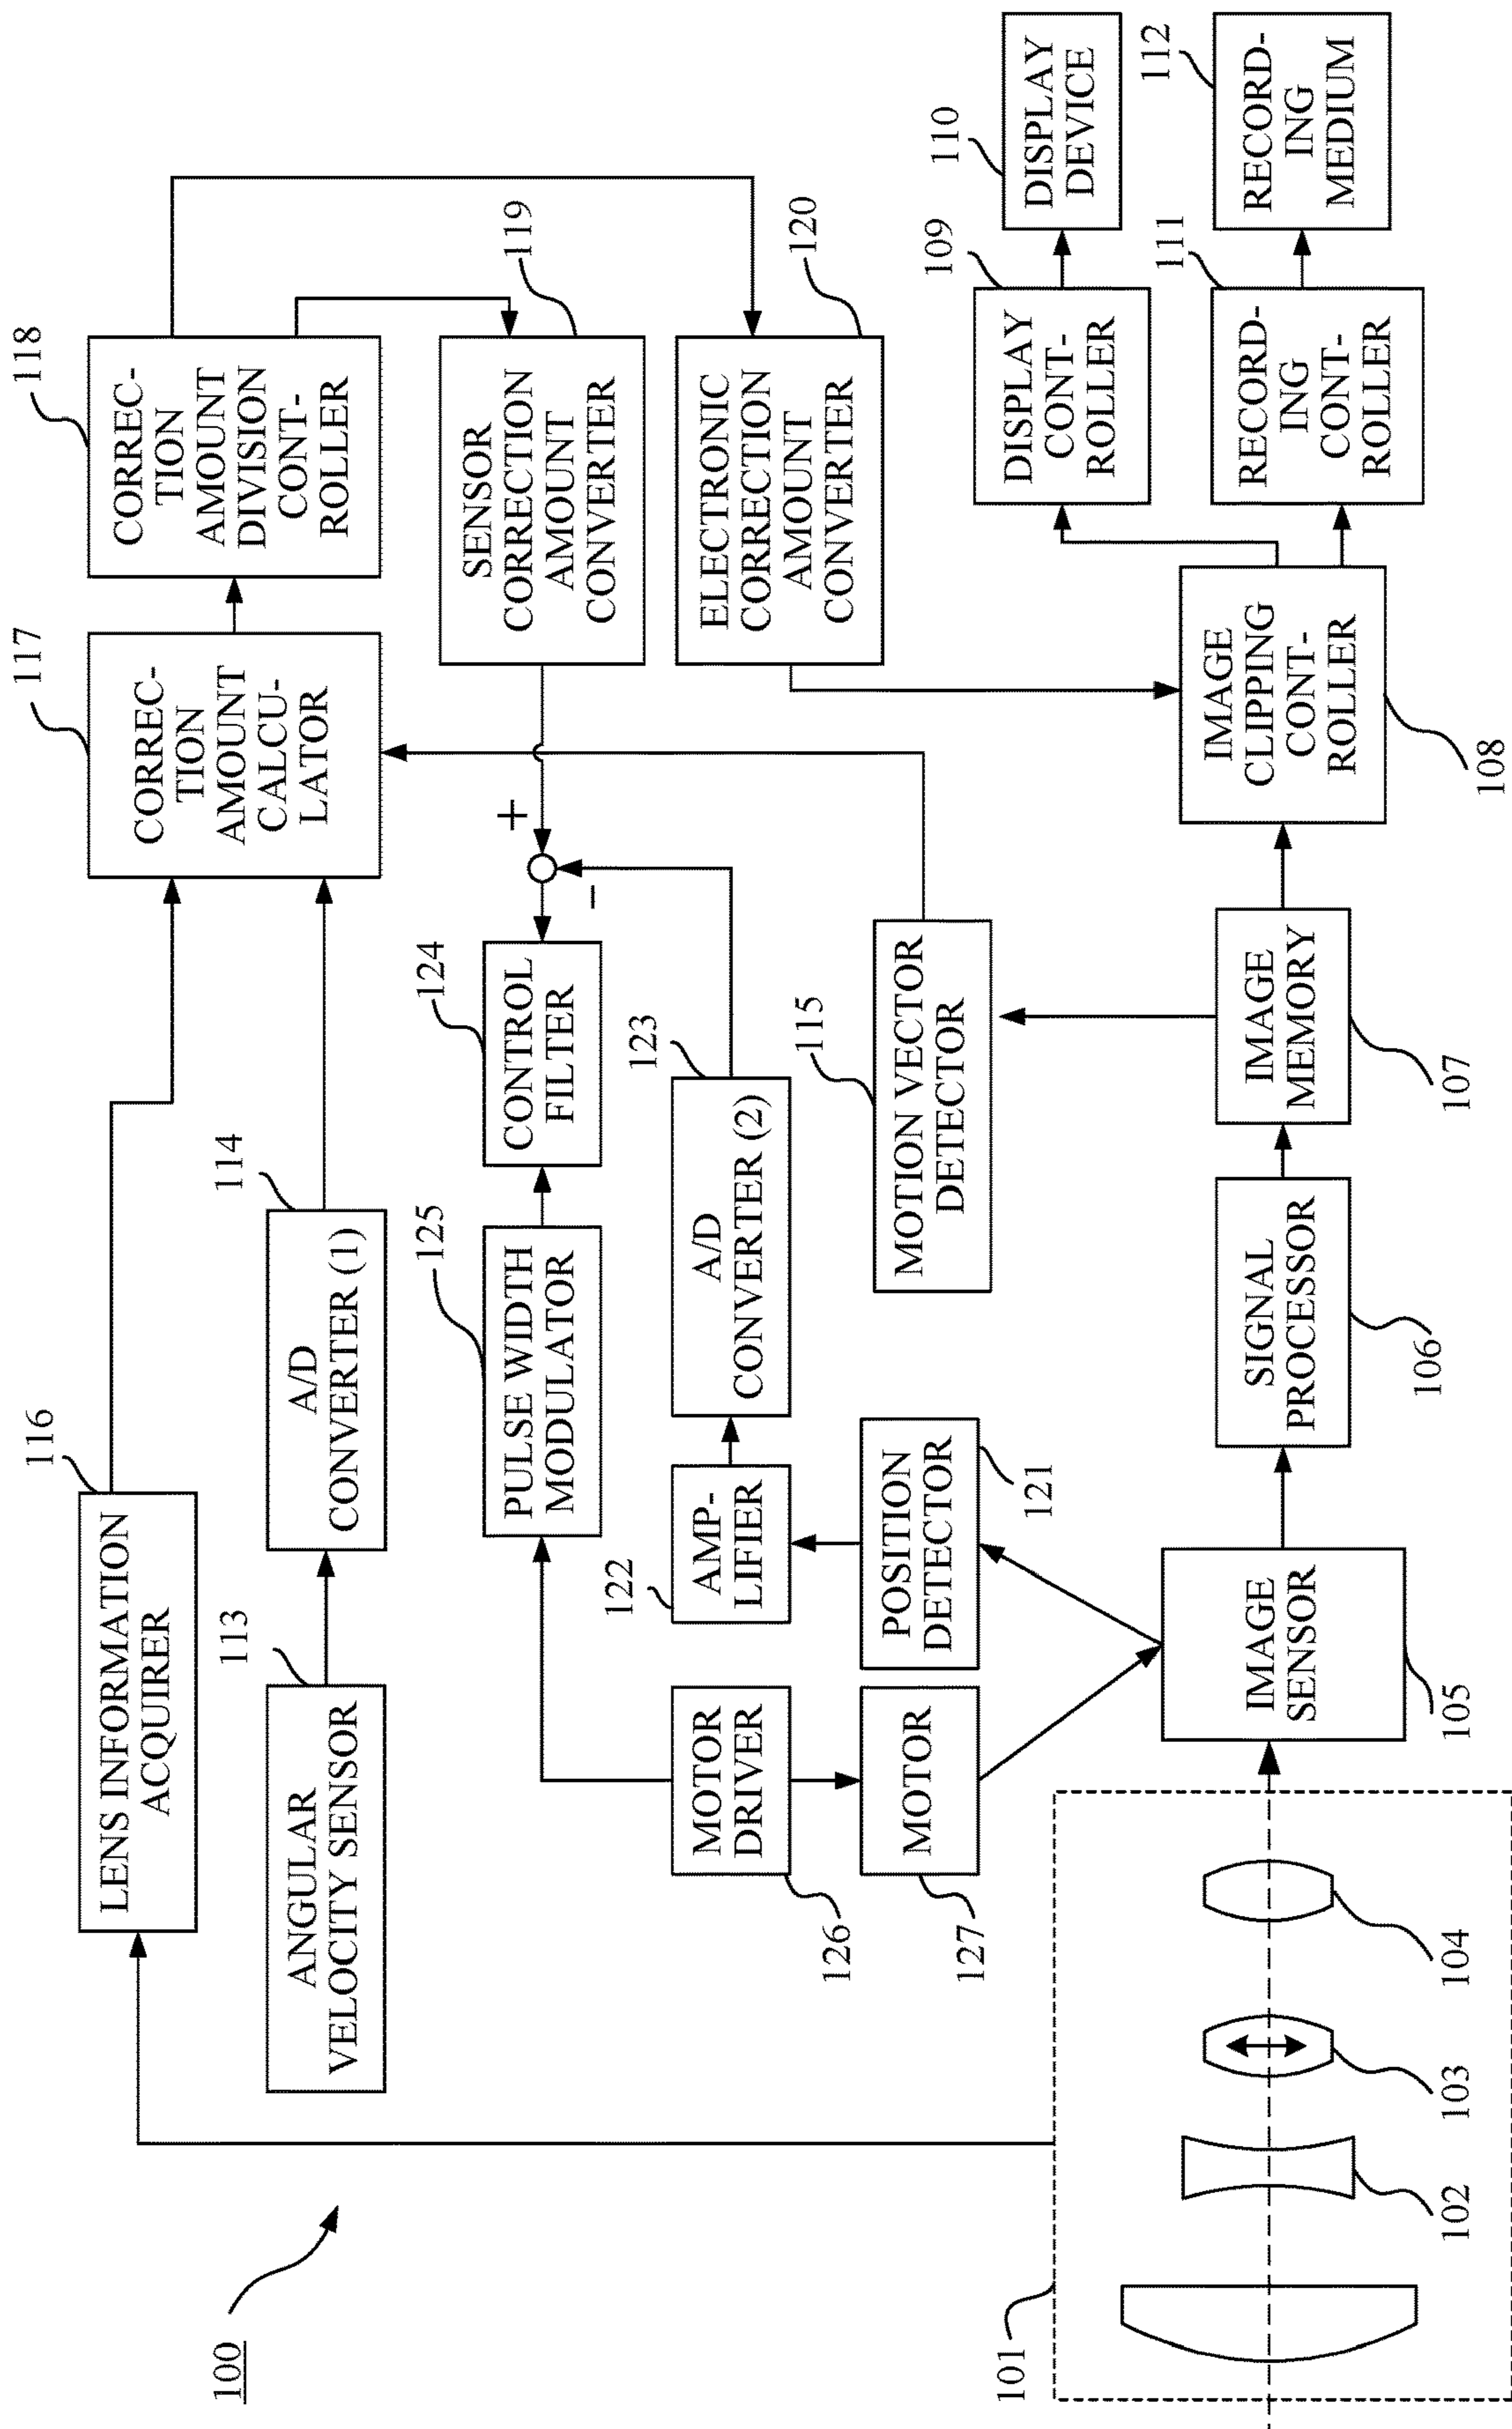 100
101
102
103
104
LENS INFORMATION
ACQUIRER
116
ANGULAR
VELOCITY SENSOR
113
A/D
CONVERTER (1)
114
CORREC-
TION
AMOUNT
CALCU-
LATOR
117
CORREC-
TION
AMOUNT
DIVISION
CONT-
ROLLER
118
SENSOR
CORRECTION
AMOUNT
CONVERTER
119
ELECTRONIC
CORRECTION
AMOUNT
CONVERTER
120
+
−
CONTROL
FILTER
124
PULSE WIDTH
MODULATOR
125
MOTOR
DRIVER
126
MOTOR
127
AMP-
LIFIER
122
A/D
CONVERTER (2)
123
POSITION
DETECTOR
121
MOTION VECTOR
DETECTOR
115
IMAGE
SENSOR
105
SIGNAL
PROCESSOR
106
IMAGE
MEMORY
107
IMAGE
CLIPPING
CONT-
ROLLER
108
DISPLAY
CONT-
ROLLER
109
DISPLAY
DEVICE
110
RECORD-
ING
CONT-
ROLLER
111
RECORD-
ING
MEDIUM
112